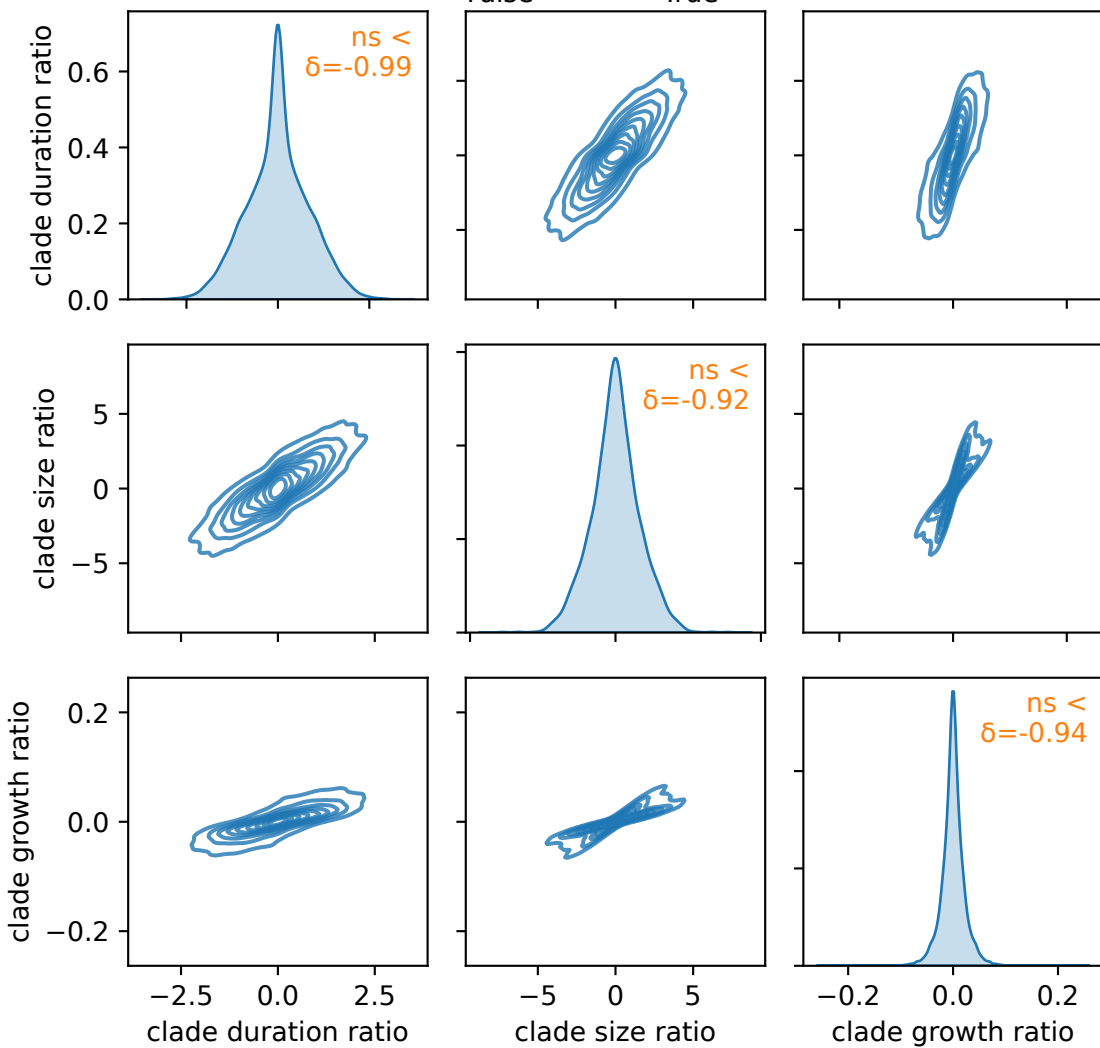 True
clade duration ratio
0.6
0.4
0.2
0.0
ns <
δ=-0.99
clade size ratio
5
0
−5
ns <
δ=-0.92
clade growth ratio
0.2
0.0
−0.2
ns <
δ=-0.94
−2.5 0.0 2.5
−5 0 5
−0.2 0.0 0.2
clade duration ratio
clade size ratio
clade growth ratio